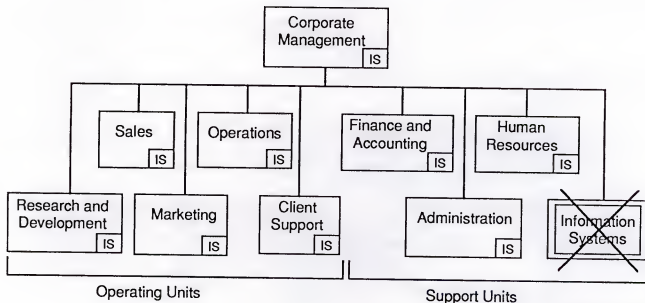 Corporate
Management
IS
Sales
IS
Operations
IS
Finance and
Accounting
IS
Human
Resources
IS
Research and
Development
IS
Marketing
IS
Client
Support
IS
Administration
IS
Information
Systems
Operating Units
Support Units